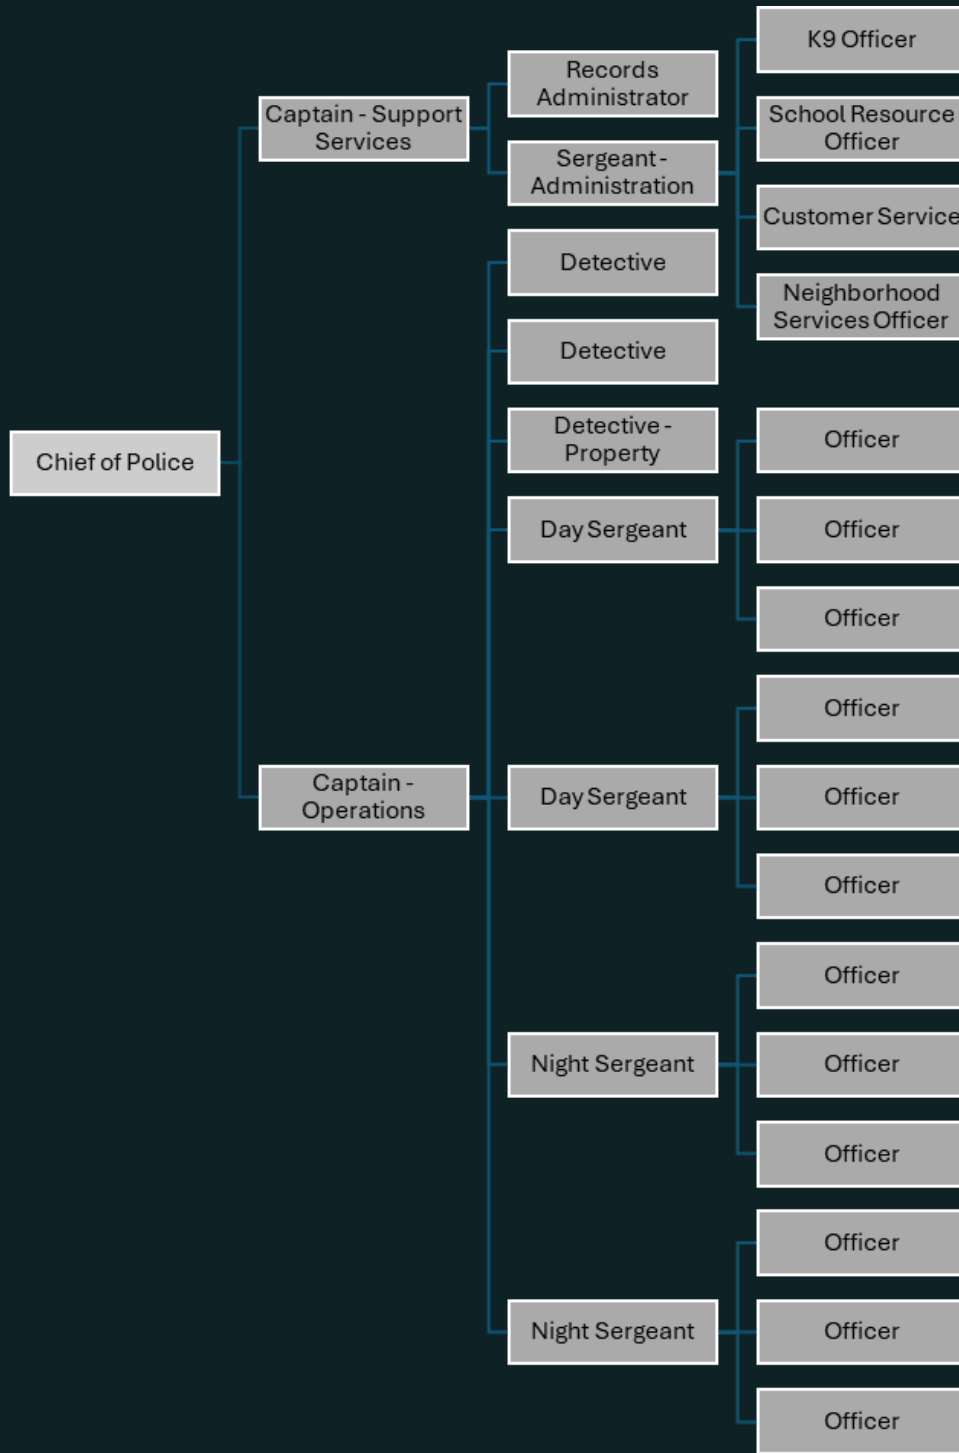 Chief of Police
Captain - Support
Services
Records
Administrator
Sergeant -
Administration
K9 Officer
School Resource
Officer
Customer Service
Neighborhood
Services Officer
Captain -
Operations
Detective
Detective
Detective -
Property
Day Sergeant
Officer
Officer
Officer
Day Sergeant
Officer
Officer
Officer
Night Sergeant
Officer
Officer
Officer
Night Sergeant
Officer
Officer
Officer